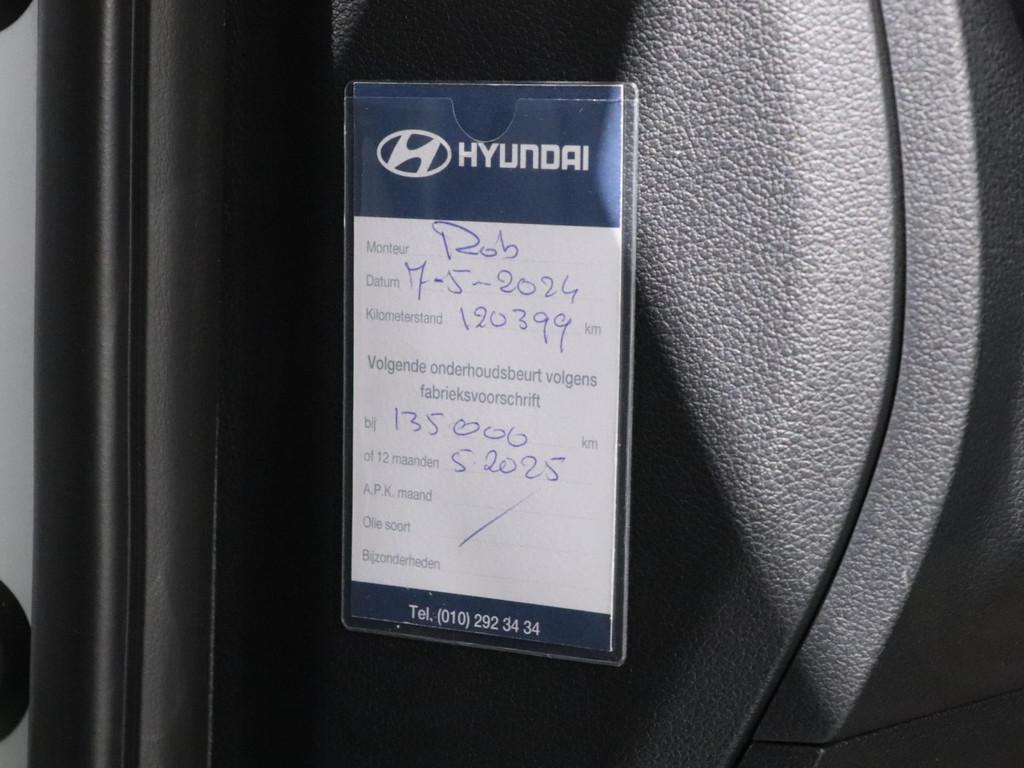 HYUNDAI
Monteur Rob
Datum 7-5-2024
Kilometerstand 120399 km
Volgende onderhoudsbeurt volgens
fabrieksvoorschrift
bij 135000 km
of 12 maanden 5.2025
A.P.K. maand
Olie soort
Bijzonderheden
Tel. (010) 292 34 34